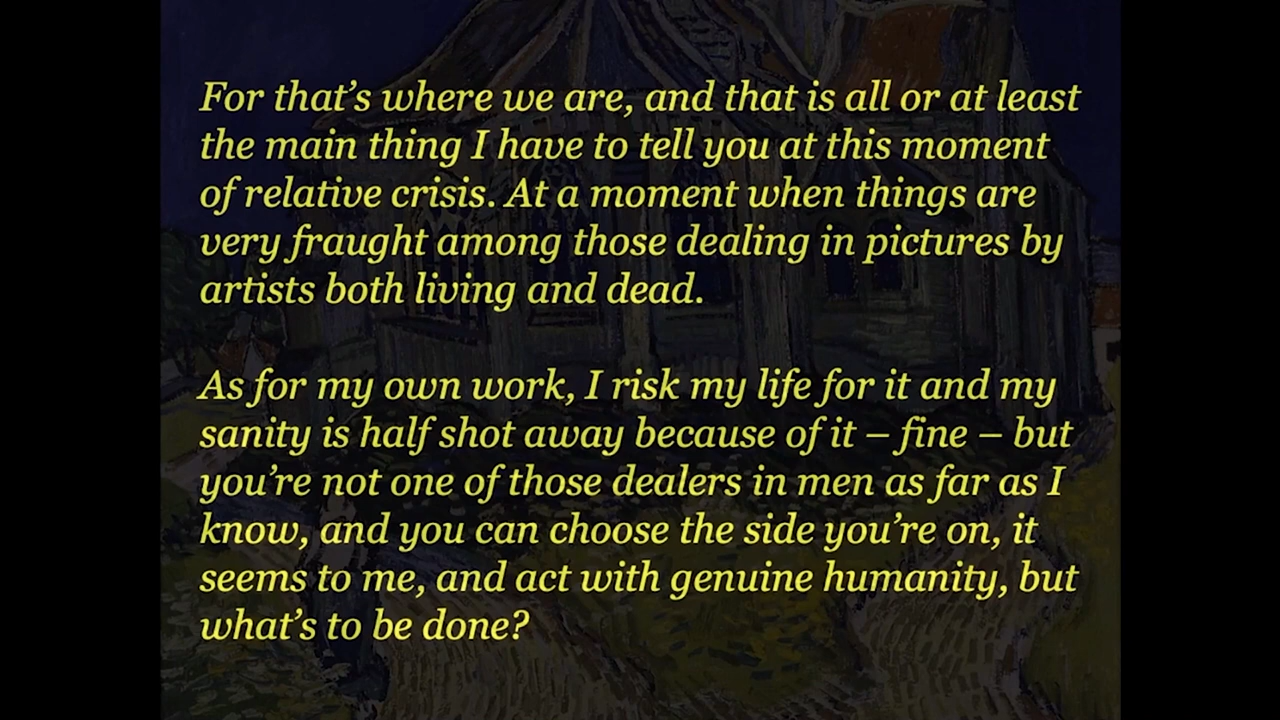 For that’s where we are, and that is all or at least
the main thing I have to tell you at this moment
of relative crisis. At a moment when things are
very fraught among those dealing in pictures by
artists both living and dead.
As for my own work, I risk my life for it and my
sanity is half shot away because of it – fine – but
you’re not one of those dealers in men as far as I
know, and you can choose the side you’re on, it
seems to me, and act with genuine humanity, but
what’s to be done?